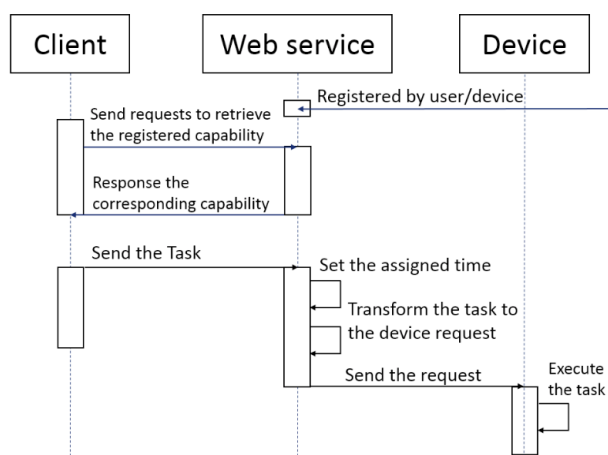 Client
Web service
Device
Registered by user/device
Send requests to retrieve
the registered capability
Response the
corresponding capability
Send the Task
Set the assigned time
Transform the task to
the device request
Send the request
Execute
the task